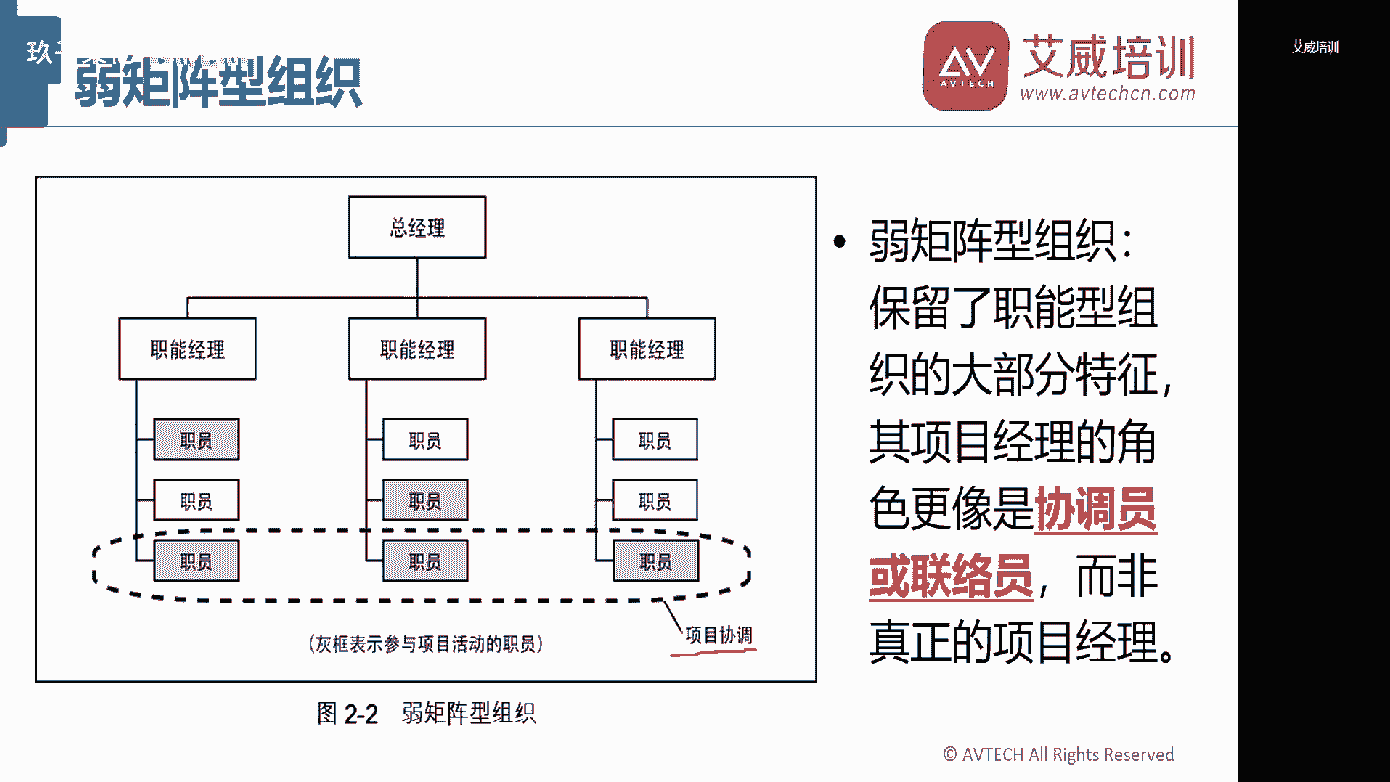 弱矩阵型组织
AVTECH
艾威培训
www.avtechcn.com
艾威培训
总经理
职能经理 职能经理 职能经理
职员 职员 职员
职员 职员 职员
职员 职员 职员
项目协调
（灰框表示参与项目活动的职员）
图 2-2 弱矩阵型组织
• 弱矩阵型组织：
保留了职能型组
织的大部分特征，
其项目经理的角
色更像是协调员
或联络员，而非
真正的项目经理。
© AVTECH All Rights Reserved